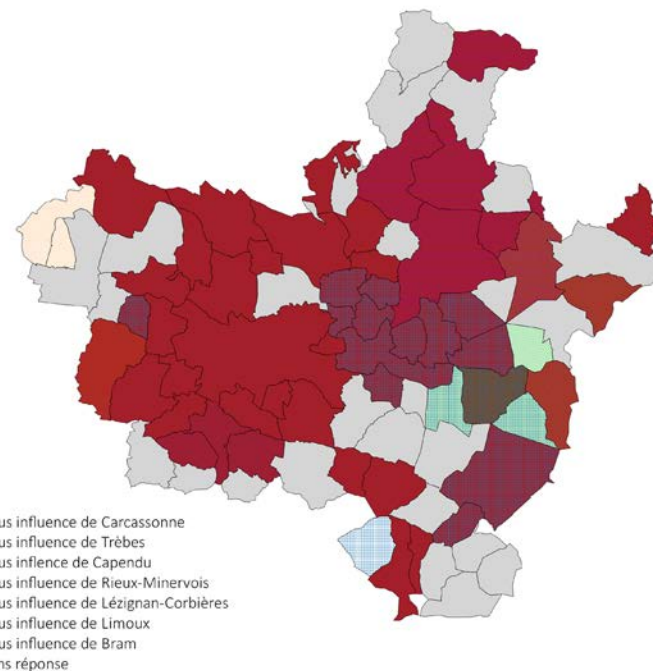 us influence de Carcassonne
us influence de Trèbes
us inflence de Capendu
us influence de Rieux-Minervois
us influence de Lézignan-Corbières
us influence de Limoux
us influence de Bram
ns réponse